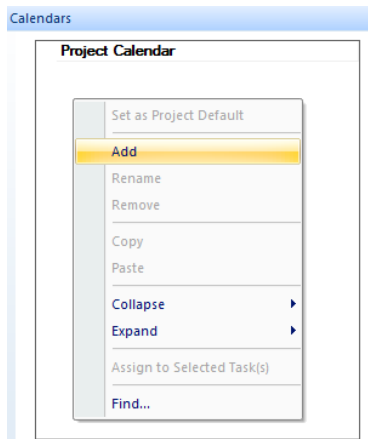 Calendars
Project Calendar
Set as Project Default
Add
Rename
Remove
Copy
Paste
Collapse
Expand
Assign to Selected Task(s)
Find...